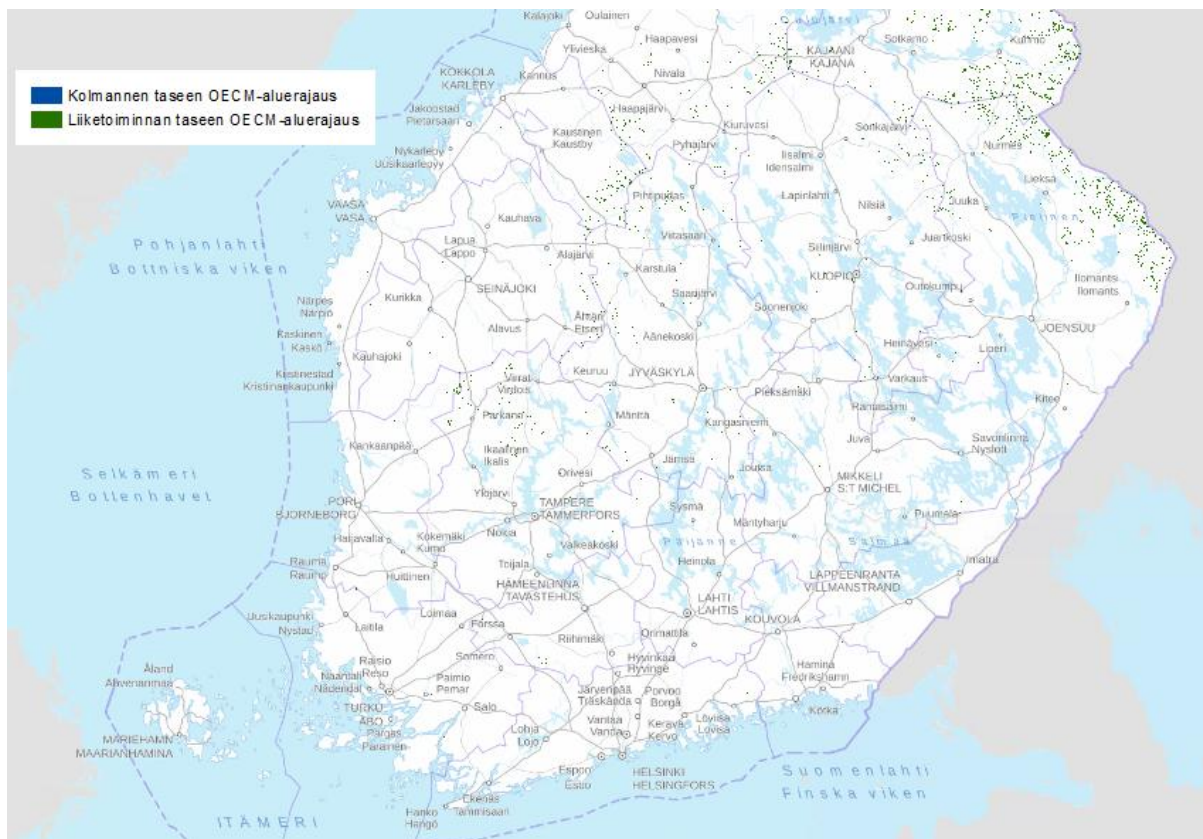 Kolmannen taseen OECM-aluerajaus
Liiketoiminnan taseen OECM-aluerajaus
Kalajoki
Oulainen
Oulujärvi
Haapavesi
Ylivieska
KAJAANI
KAJANA
Sotkamo
Kuhmo
KOKKOLA
KARLEBY
Kannus
Nivala
Jakobstad
Pietarsaari
Haapajärvi
Kiuruvesi
Sonkajärvi
Kaustinen
Kaustby
Pyhäjärvi
Nykarleby
Uusikaarlepyy
Iisalmi
Idensalmi
Nurmes
Lieksa
Pihtipudas
Lapinlahti
Nilsiä
Juuka
Pielinen
VAASA
VASA
Kauhava
Viitasaari
Lapua
Lappo
Siilinjärvi
Juankoski
Pohjanlahti
Bottniska viken
Alajärvi
Karstula
KUOPIO
Ilomantsi
Ilomants
SEINÄJOKI
Outokumpu
Närpes
Närpiö
Kurikka
Saarijärvi
Suonenjoki
Ähtäri
Etseri
Alavus
JOENSUU
Kaskinen
Kaskö
Äänekoski
Heinävesi
Liperi
Kauhajoki
Kristinestad
Kristiinankaupunki
Keuruu
JYVÄSKYLÄ
Virrat
Virdois
Pieksämäki
Varkaus
Kitee
Parkano
Mänttä
Kangasniemi
Rantasalmi
Kankaanpää
Ikaalinen
Ikalis
Juva
Savonlinna
Nyslott
Jämsä
Joutsa
Selkämeri
Bottenhavet
Orivesi
MIKKELI
S:T MICHEL
Ylöjärvi
PORI
BJÖRNEBORG
TAMPERE
TAMMERFORS
Sysmä
Puumala
Mäntyharju
Nokia
Harjavalta
Kokemäki
Kumo
Valkeakoski
Päijänne
Saimaa
Rauma
Raumo
Toijala
Heinola
Imatra
Huittinen
HÄMEENLINNA
TAVASTEHUS
LAPPEENRANTA
VILLMANSTRAND
LAHTI
LAHTIS
Uusikaupunki
Nystad
Loimaa
Forssa
KOUVOLA
Laitila
Riihimäki
Orimattila
Somero
Hyvinkää
Hyvinge
Raisio
Reso
Hamina
Fredrikshamn
Åland
Ahvenanmaa
Naantali
Nådendal
Paimio
Pemar
Järvenpää
Träskända
Porvoo
Borgå
TURKU
ÅBO
Salo
Loviisa
Lovisa
Kotka
Lohja
Lojo
Vantaa
Vanda
Kerava
Kervo
Pargas
Parainen
MARIEHAMN
MAARIANHAMINA
Espoo
Esbo
HELSINKI
HELSINGFORS
Suomenlahti
Finska viken
Ekenäs
Tammisaari
Hanko
Hangö
ITÄMERI